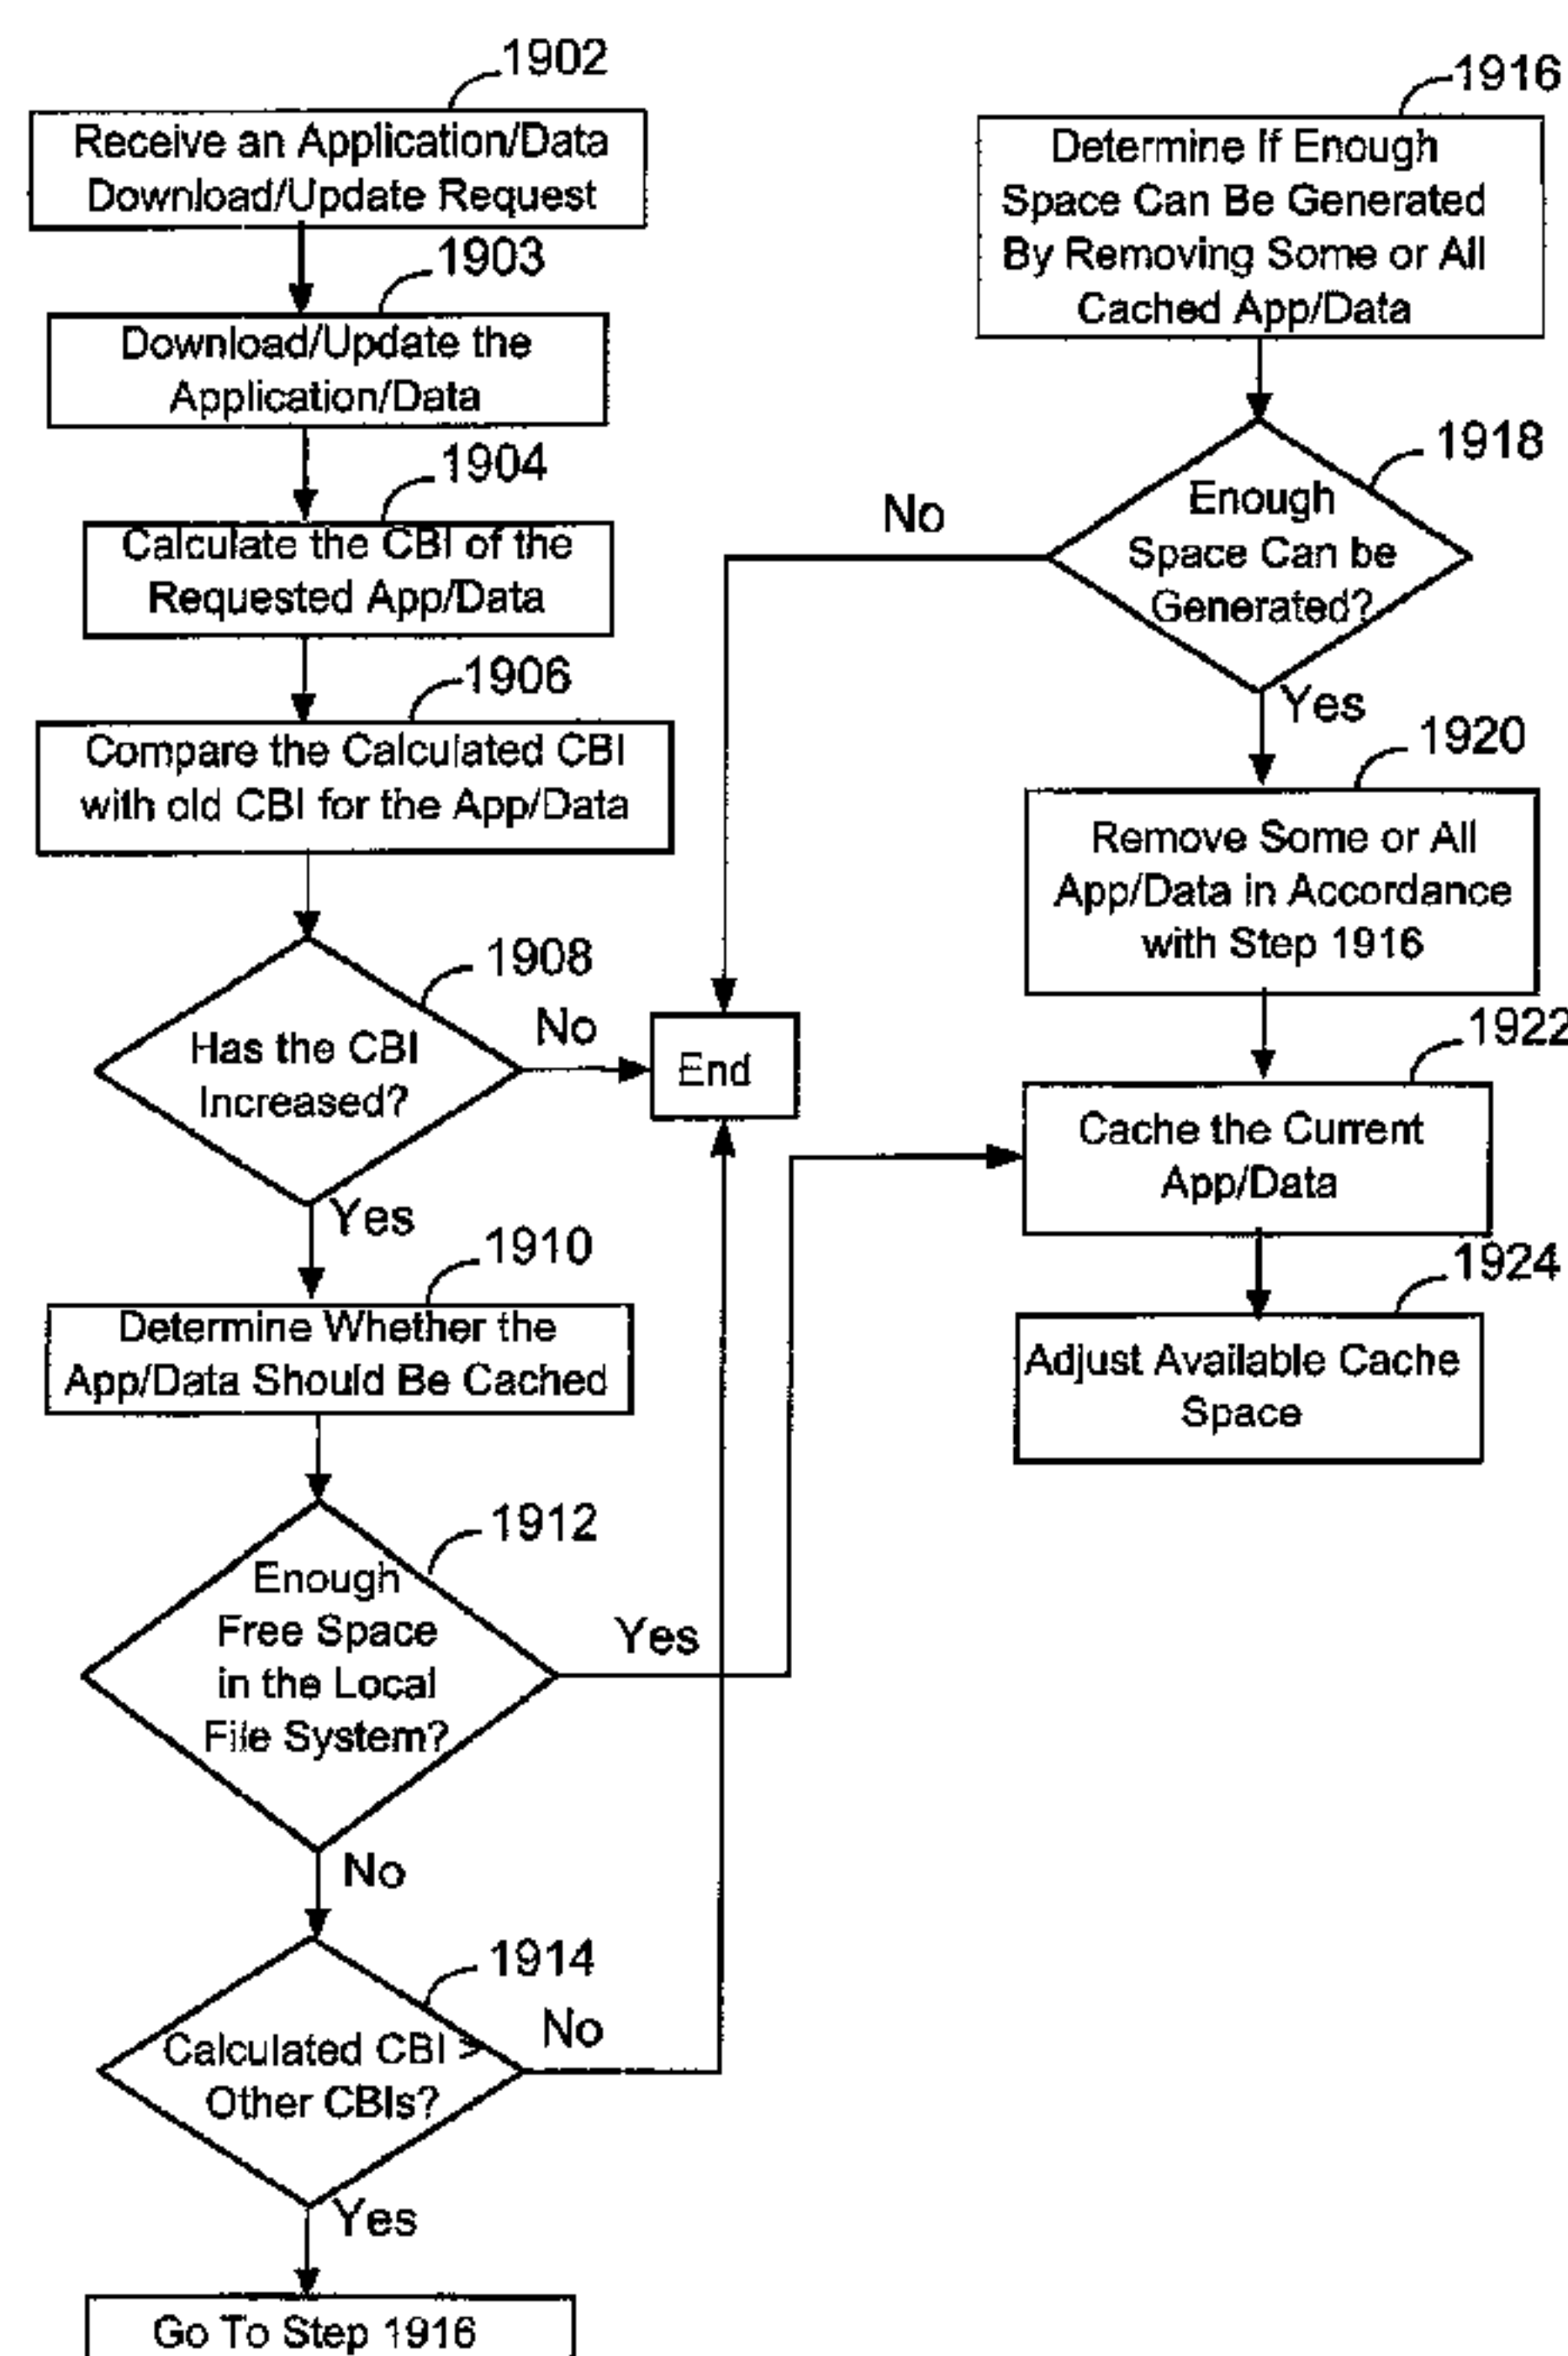 1902
Receive an Application/Data
Download/Update Request
1903
Download/Update the
Application/Data
1904
Calculate the CBI of the
Requested App/Data
1906
Compare the Calculated CBI
with old CBI for the App/Data
1908
Has the CBI
Increased?
No
End
Yes
1910
Determine Whether the
App/Data Should Be Cached
1912
Enough
Free Space
in the Local
File System?
Yes
No
1914
Calculated CBI >
Other CBIs?
No
Yes
Go To Step 1916
1916
Determine If Enough
Space Can Be Generated
By Removing Some or All
Cached App/Data
1918
Enough
Space Can be
Generated?
No
Yes
1920
Remove Some or All
App/Data in Accordance
with Step 1916
1922
Cache the Current
App/Data
1924
Adjust Available Cache
Space